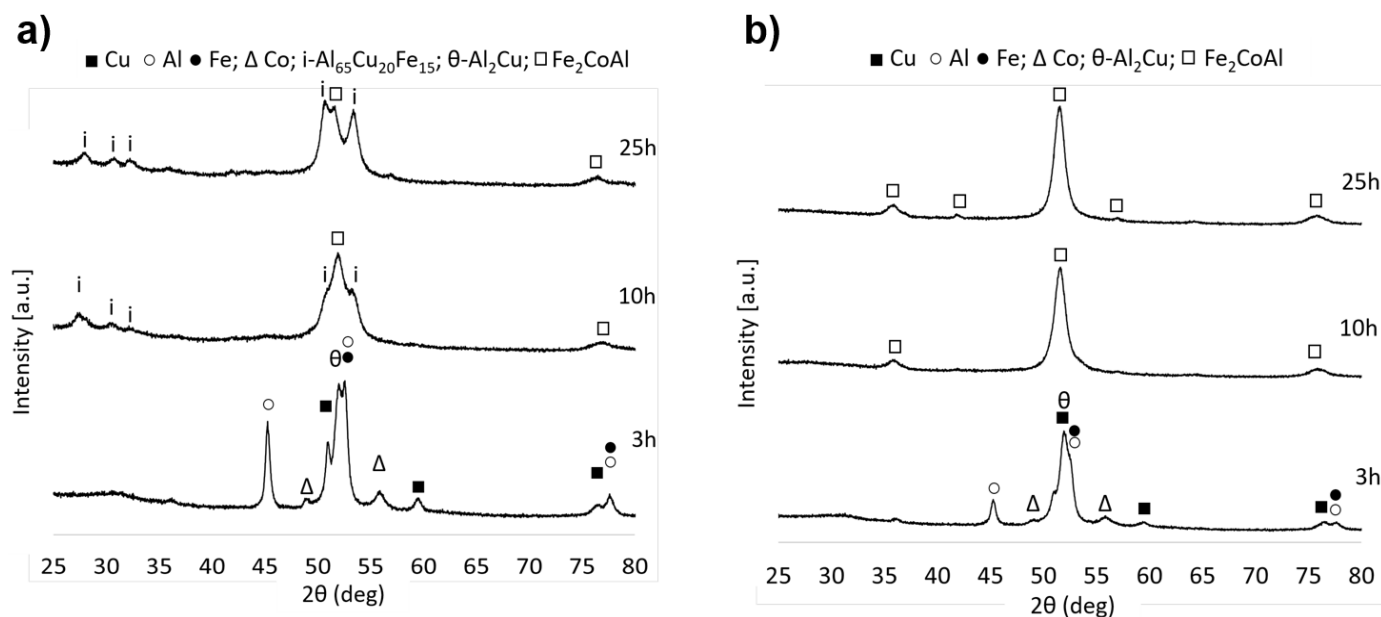 a)
■ Cu ○ Al ● Fe; Δ Co; i-Al₆₅Cu₂₀Fe₁₅; θ-Al₂Cu; □ Fe₂CoAl
Intensity [a.u.]
i i i i □ i □ 25h
i i i i □ i □ 10h
○ Δ ■ θ ○ ● Δ ■ ■ ● ○ 3h
25 30 35 40 45 50 55 60 65 70 75 80
2θ (deg)
b)
■ Cu ○ Al ● Fe; Δ Co; θ-Al₂Cu; □ Fe₂CoAl
Intensity [a.u.]
□ □ □ □ □ 25h
□ □ □ 10h
○ Δ ■ θ ● ○ Δ ■ ■ ● ○ 3h
25 30 35 40 45 50 55 60 65 70 75 80
2θ (deg)